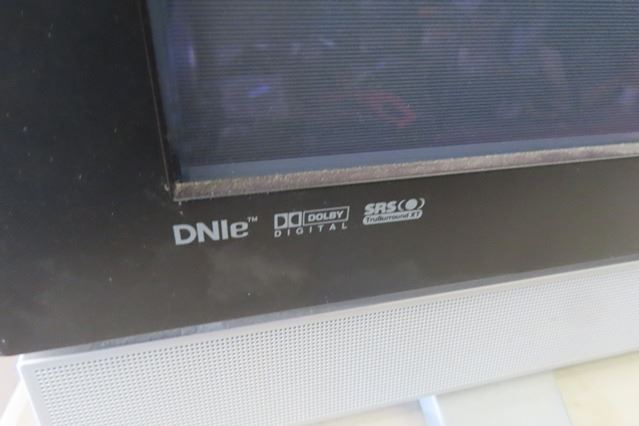 DNIe™
DOLBY
DIGITAL
SRS
TruSurround XT